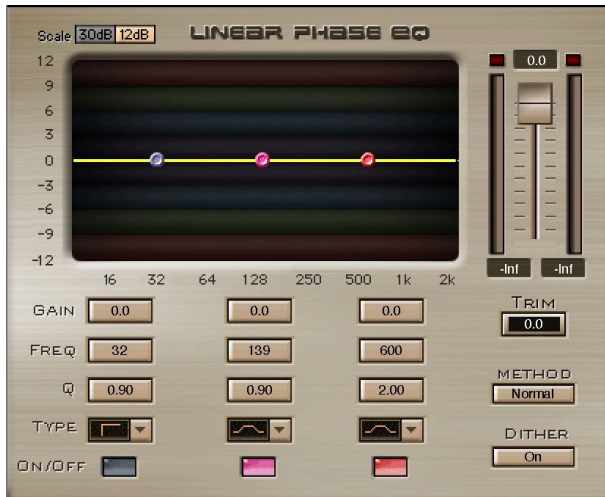 LINEAR PHASE EQ
Scale 30dB 12dB
0.0
12
9
6
3
0
-3
-6
-9
-12
16 32 64 128 250 500 1k 2k
-Inf -Inf
GAIN 0.0 0.0 0.0
FREQ 32 139 600
Q 0.90 0.90 2.00
TYPE
ON/OFF
TRIM
0.0
METHOD
Normal
DITHER
On